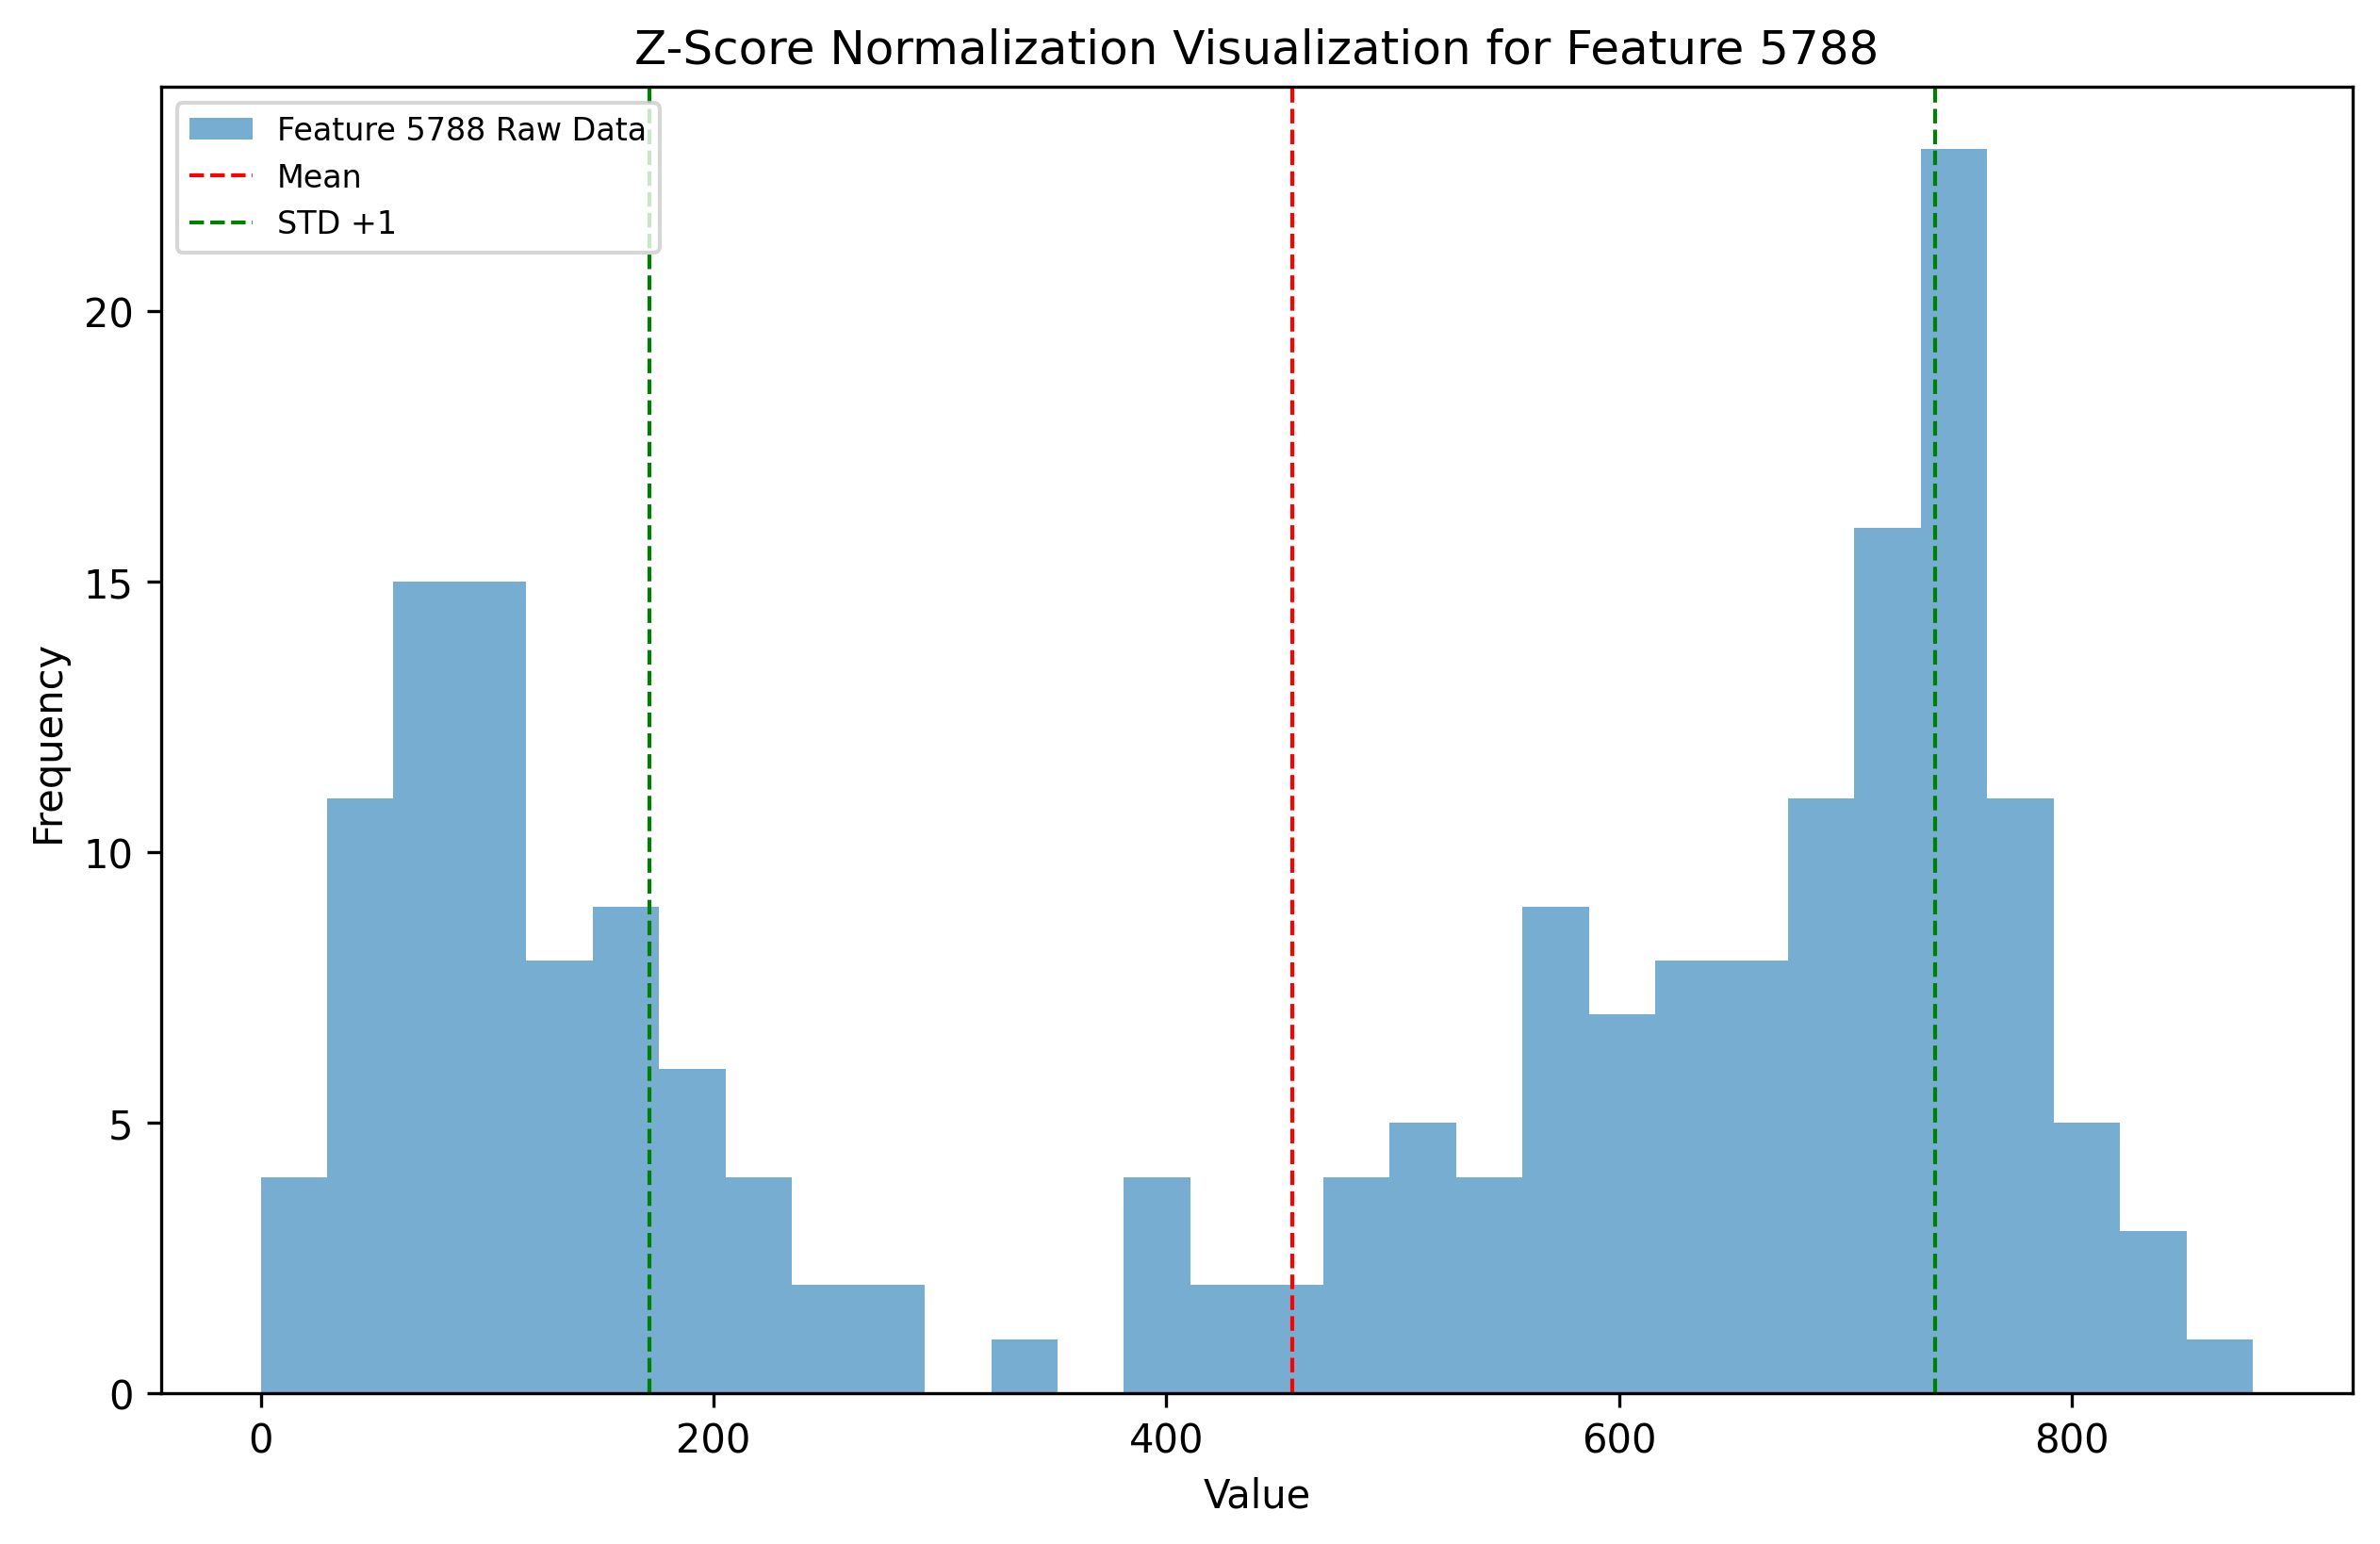 Z-Score Normalization Visualization for Feature 5788
Feature 5788 Raw Data
Mean
STD +1
Frequency
20
15
10
5
0
0
200
400
600
800
Value